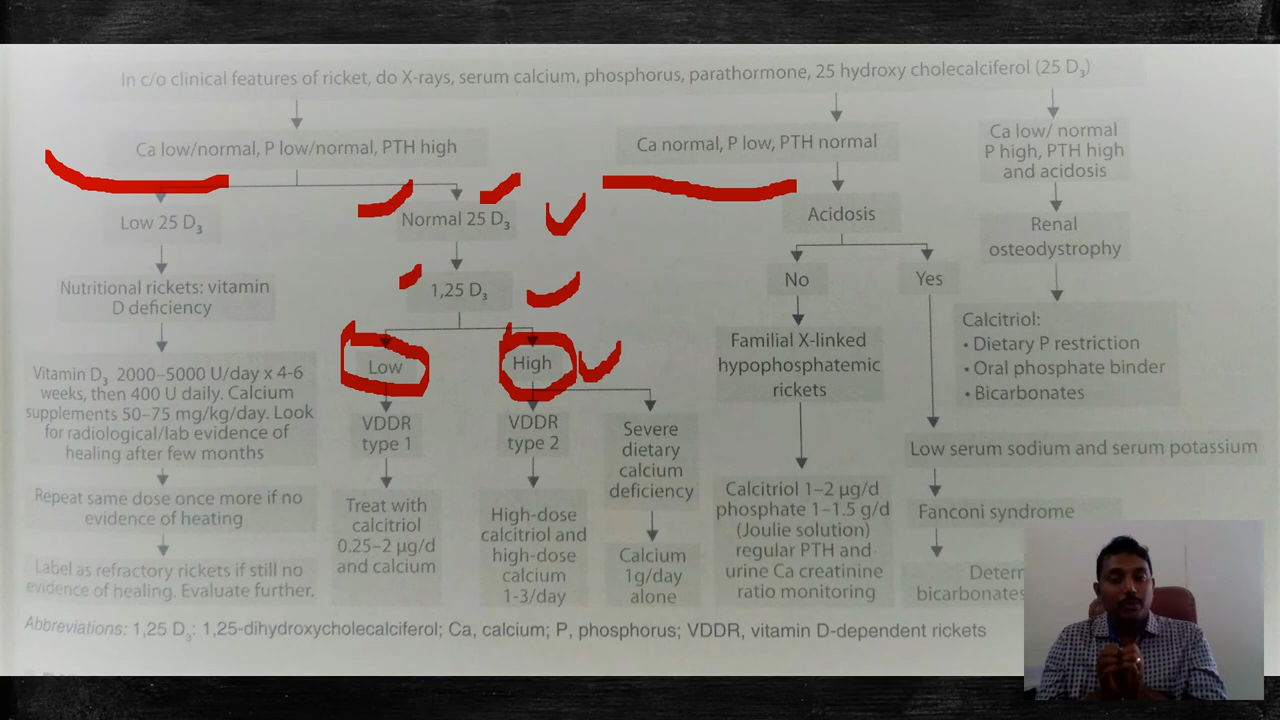 In c/o clinical features of ricket, do X-rays, serum calcium, phosphorus, parathormone, 25 hydroxy cholecalciferol (25 D₃)
Ca low/normal, P low/normal, PTH high
Low 25 D₃
Nutritional rickets: vitamin
D deficiency
Vitamin D₃ 2000–5000 U/day x 4-6
weeks, then 400 U daily. Calcium
supplements 50–75 mg/kg/day. Look
for radiological/lab evidence of
healing after few months
Repeat same dose once more if no
evidence of heating
Label as refractory rickets if still no
evidence of healing. Evaluate further.
Normal 25 D₃
1,25 D₃
Low
VDDR
type 1
Treat with
calcitriol
0.25–2 µg/d
and calcium
High
VDDR
type 2
High-dose
calcitriol and
high-dose
calcium
1-3/day
Severe
dietary
calcium
deficiency
Calcium
1g/day
alone
Ca normal, P low, PTH normal
Acidosis
No
Familial X-linked
hypophosphatemic
rickets
Calcitriol 1–2 µg/d
phosphate 1–1.5 g/d
(Joulie solution)
regular PTH and
urine Ca creatinine
ratio monitoring
Yes
Low serum sodium and serum potassium
Fanconi syndrome
bicarbonates
Ca low/ normal
P high, PTH high
and acidosis
Renal
osteodystrophy
Calcitriol:
• Dietary P restriction
• Oral phosphate binder
• Bicarbonates
Abbreviations: 1,25 D₃: 1,25-dihydroxycholecalciferol; Ca, calcium; P, phosphorus; VDDR, vitamin D-dependent rickets